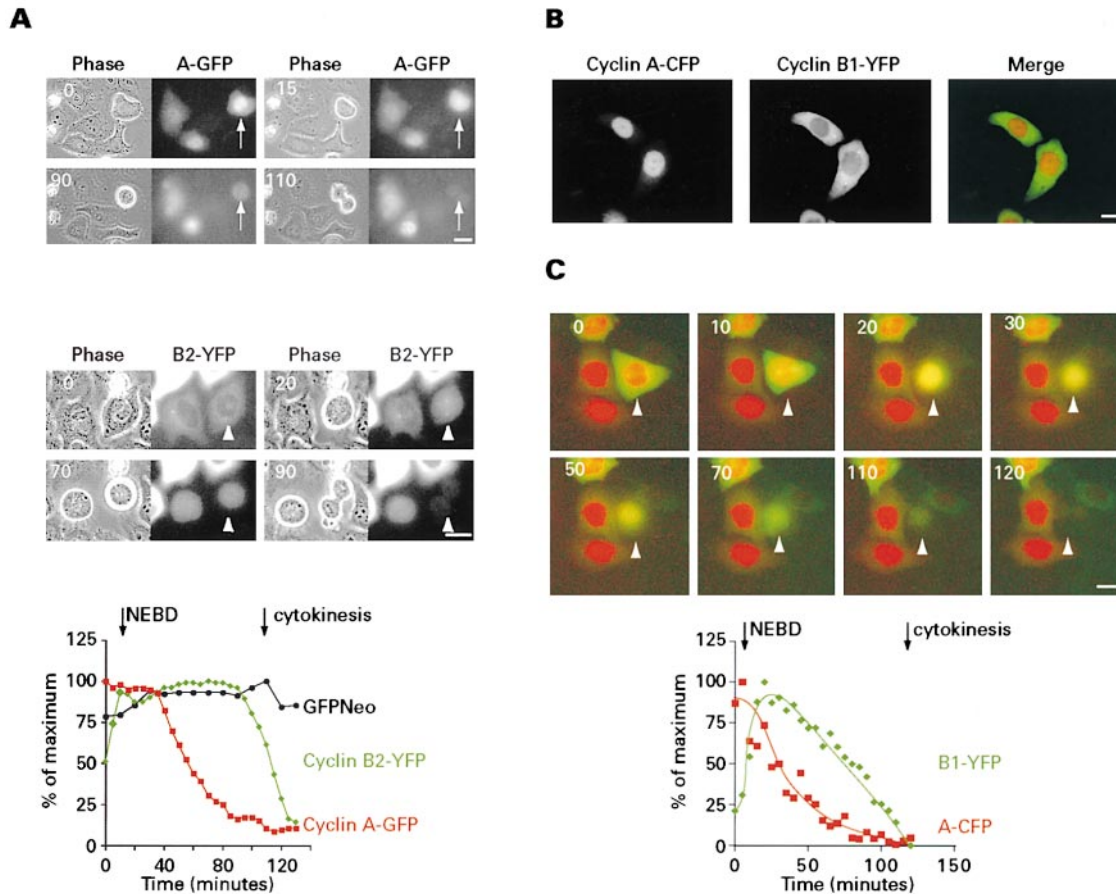 A
Phase A-GFP Phase A-GFP
0 15
90 110
Phase B2-YFP Phase B2-YFP
0 20
70 90
NEBD cytokinesis
125
100
75
50
25
0
% of maximum
GFPNeo
Cyclin B2-YFP
Cyclin A-GFP
0 40 80 120
Time (minutes)
B
Cyclin A-CFP Cyclin B1-YFP Merge
C
0 10 20 30
50 70 110 120
NEBD cytokinesis
125
100
75
50
25
0
% of maximum
B1-YFP
A-CFP
0 50 100 150
Time (minutes)